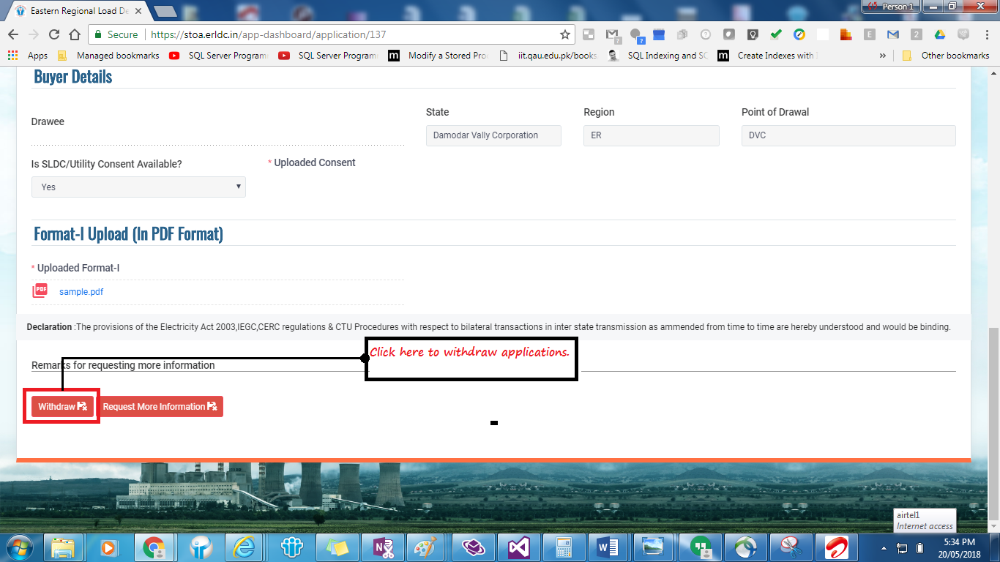 Eastern Regional Load De
Person 1
Secure https://stoa.erldc.in/app-dashboard/application/137
Apps Managed bookmarks SQL Server Program SQL Server Program Modify a Stored Pro iit.qau.edu.pk/books SQL Indexing and SQ Create Indexes with I » Other bookmarks
Buyer Details
Drawee
State Region Point of Drawal
Damodar Vally Corporation ER DVC
Is SLDC/Utility Consent Available? * Uploaded Consent
Yes
Format-I Upload (In PDF Format)
* Uploaded Format-I
PDF sample.pdf
Declaration :The provisions of the Electricity Act 2003,IEGC,CERC regulations & CTU Procedures with respect to bilateral transactions in inter state transmission as ammended from time to time are hereby understood and would be binding.
Click here to withdraw applications.
Remarks for requesting more information
Withdraw Request More Information
airtel1
Internet access
5:34 PM
20/05/2018